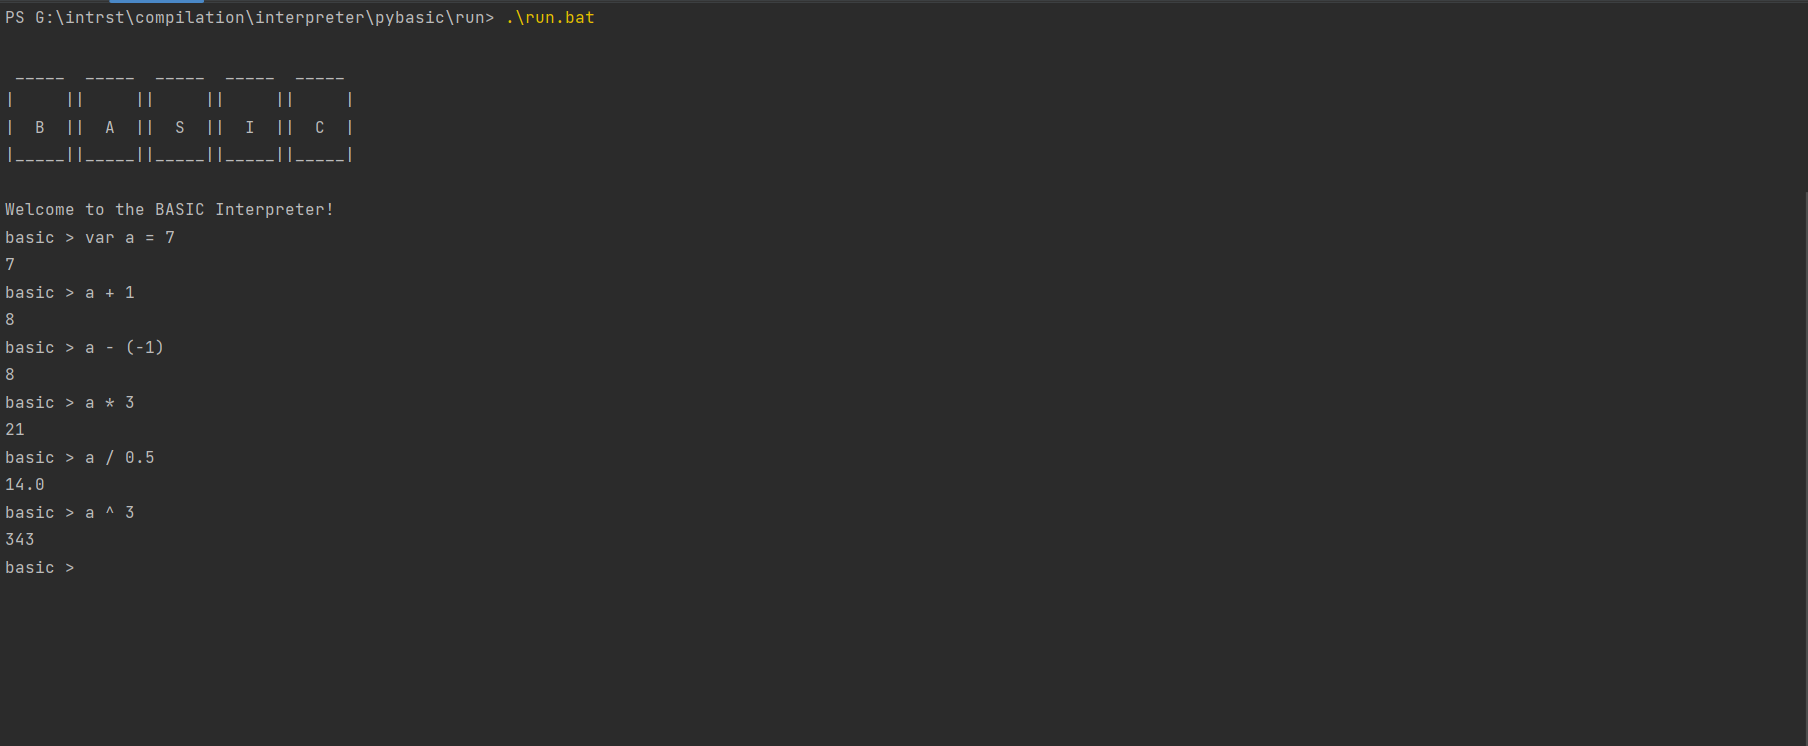 PS G:\intrst\compilation\interpreter\pybasic\run> .\run.bat
 _____  _____  _____  _____  _____
|     ||     ||     ||     ||     |
|  B  ||  A  ||  S  ||  I  ||  C  |
|_____||_____||_____||_____||_____|
Welcome to the BASIC Interpreter!
basic > var a = 7
7
basic > a + 1
8
basic > a - (-1)
8
basic > a * 3
21
basic > a / 0.5
14.0
basic > a ^ 3
343
basic >